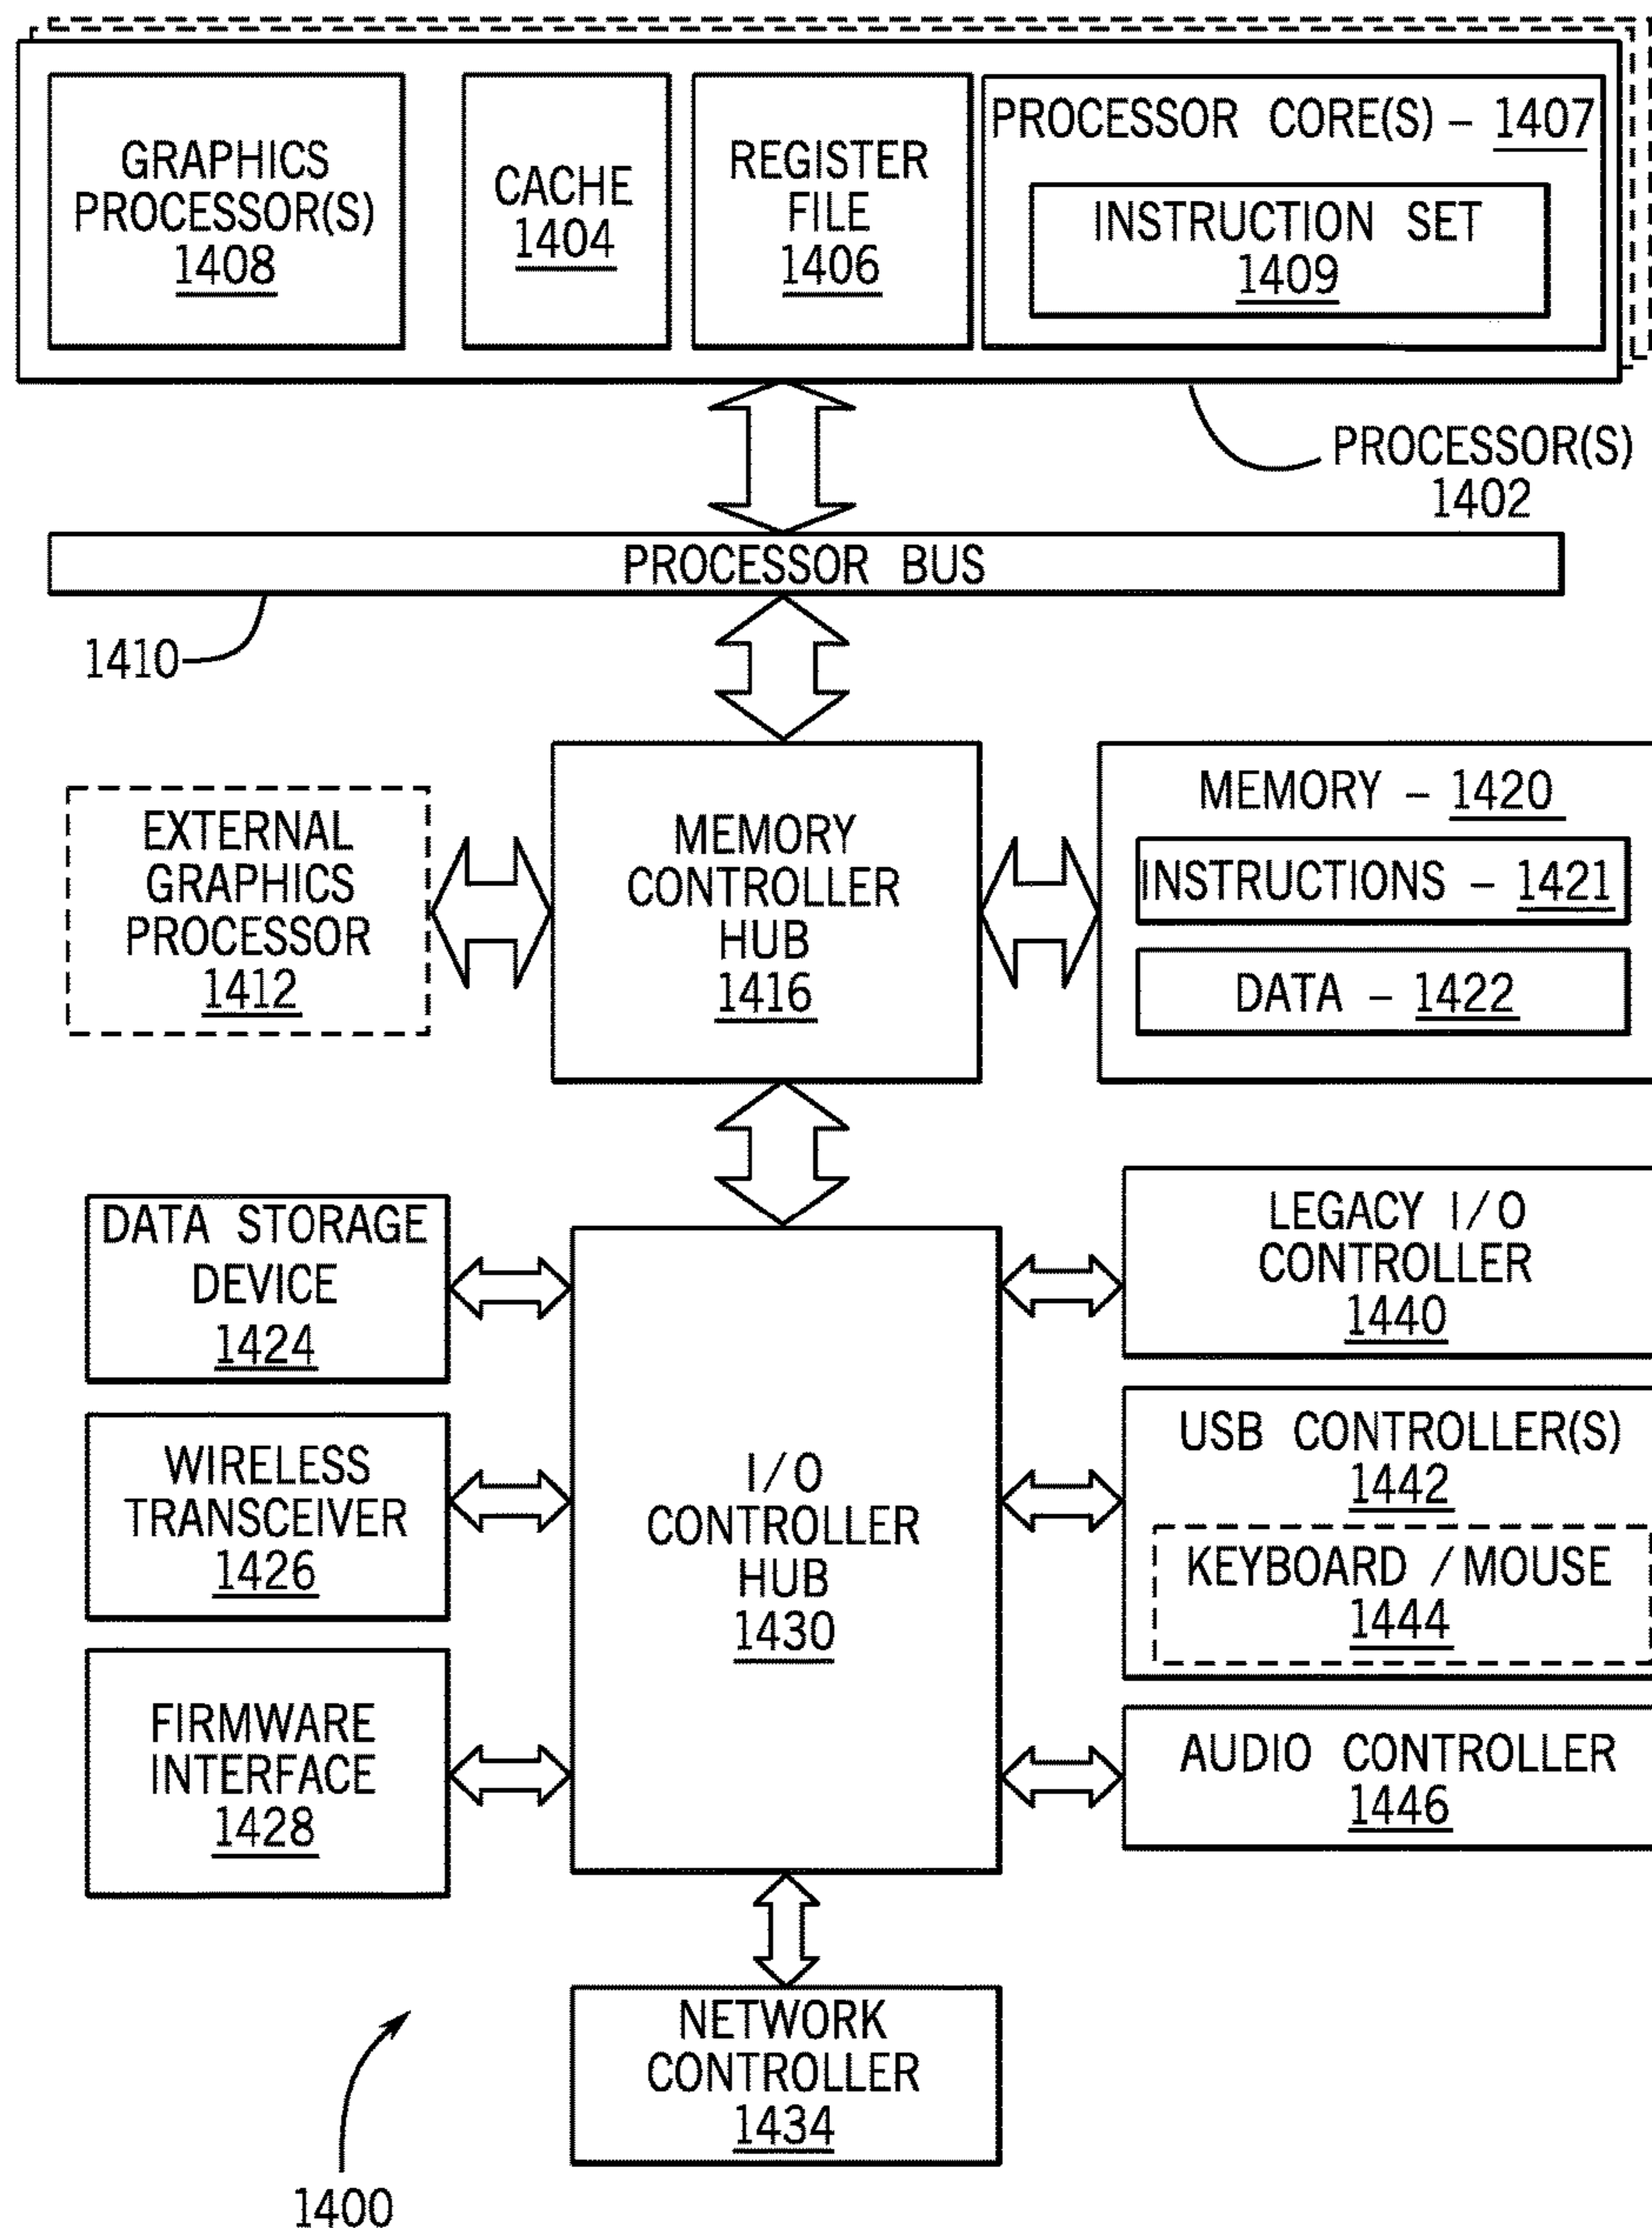 GRAPHICS
PROCESSOR(S)
1408
CACHE
1404
REGISTER
FILE
1406
PROCESSOR CORE(S) – 1407
INSTRUCTION SET
1409
PROCESSOR(S)
1402
PROCESSOR BUS
1410
EXTERNAL
GRAPHICS
PROCESSOR
1412
MEMORY
CONTROLLER
HUB
1416
MEMORY – 1420
INSTRUCTIONS – 1421
DATA – 1422
DATA STORAGE
DEVICE
1424
WIRELESS
TRANSCEIVER
1426
FIRMWARE
INTERFACE
1428
I/O
CONTROLLER
HUB
1430
LEGACY I/O
CONTROLLER
1440
USB CONTROLLER(S)
1442
KEYBOARD /MOUSE
1444
AUDIO CONTROLLER
1446
NETWORK
CONTROLLER
1434
1400